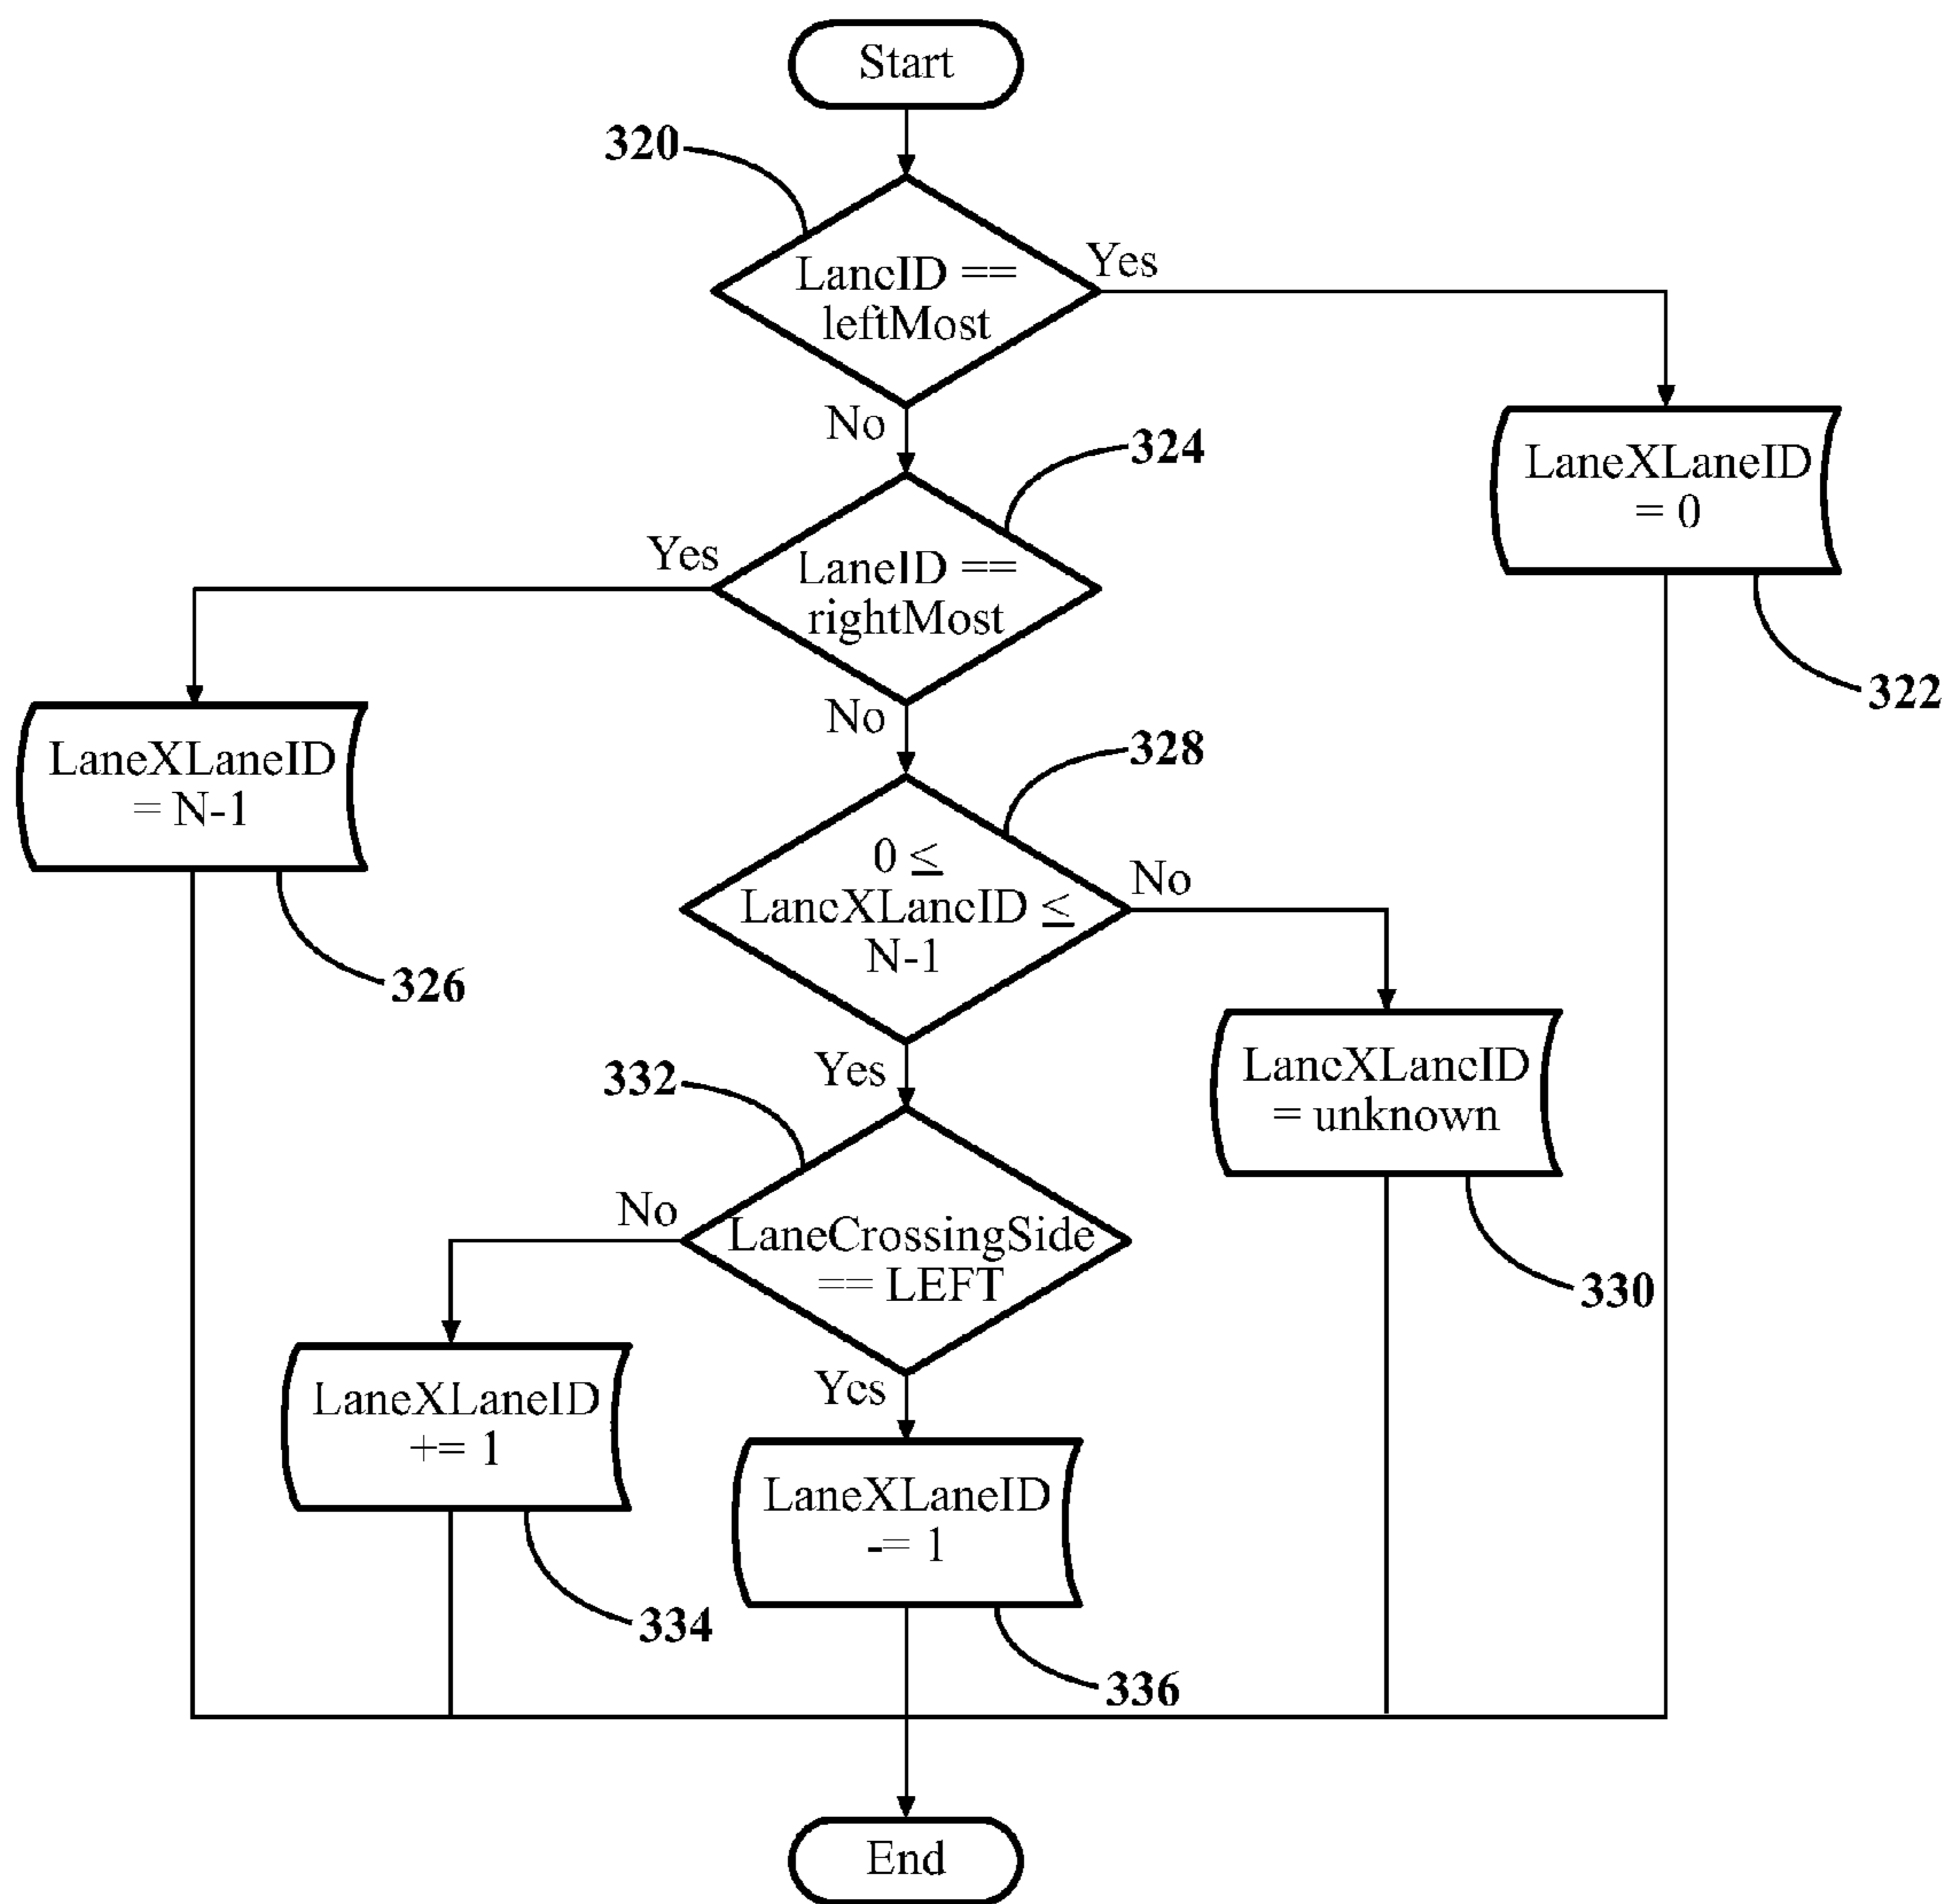 Start
320
LancID ==
leftMost
Yes
No
324
LaneXLaneID
= 0
322
Yes
LaneID ==
rightMost
No
328
LaneXLaneID
= N-1
326
0 ≤
LancXLancID ≤
N-1
No
Yes
332
LancXLancID
= unknown
330
No
LaneCrossingSide
== LEFT
Ycs
LaneXLaneID
+= 1
334
LaneXLaneID
-= 1
336
End